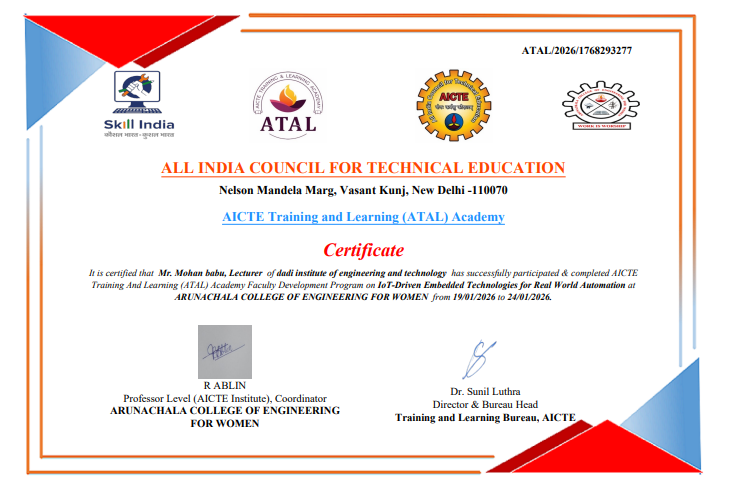 ATAL/2026/1768293277
Skill India
कौशल भारत - कुशल भारत
AICTE TRAINING & LEARNING ACADEMY
ATAL
All India Council for Technical Education
AICTE
WORK IS WORSHIP
ALL INDIA COUNCIL FOR TECHNICAL EDUCATION
Nelson Mandela Marg, Vasant Kunj, New Delhi -110070
AICTE Training and Learning (ATAL) Academy
Certificate
It is certified that Mr. Mohan babu, Lecturer of dadi institute of engineering and technology has successfully participated & completed AICTE
Training And Learning (ATAL) Academy Faculty Development Program on IoT-Driven Embedded Technologies for Real World Automation at
ARUNACHALA COLLEGE OF ENGINEERING FOR WOMEN from 19/01/2026 to 24/01/2026.
R ABLIN
Professor Level (AICTE Institute), Coordinator
ARUNACHALA COLLEGE OF ENGINEERING
FOR WOMEN
Dr. Sunil Luthra
Director & Bureau Head
Training and Learning Bureau, AICTE